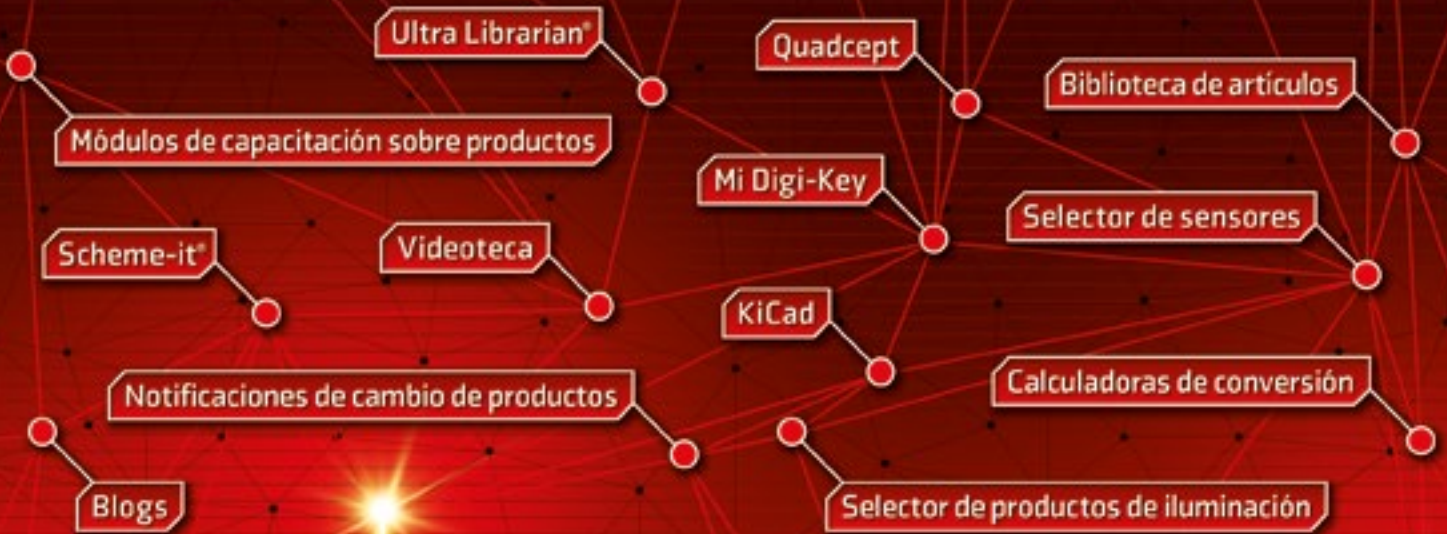 Ultra Librarian®
Quadcept
Biblioteca de artículos
Módulos de capacitación sobre productos
Mi Digi-Key
Selector de sensores
Scheme-it®
Videoteca
KiCad
Notificaciones de cambio de productos
Calculadoras de conversión
Blogs
Selector de productos de iluminación